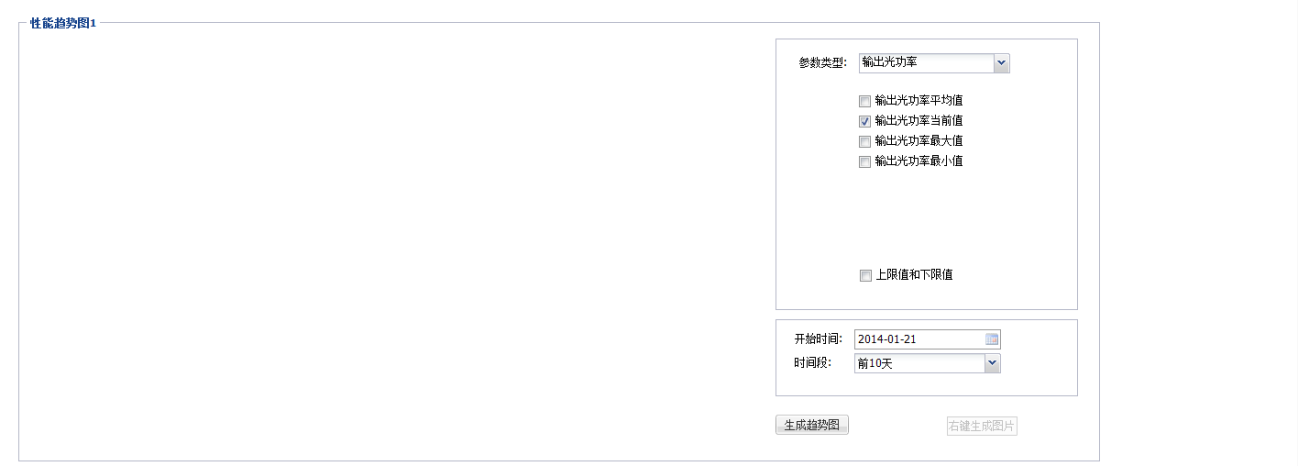 性能趋势图1
参数类型: 输出光功率
输出光功率平均值
输出光功率当前值
输出光功率最大值
输出光功率最小值
上限值和下限值
开始时间: 2014-01-21
时间段: 前10天
生成趋势图 右键生成图片